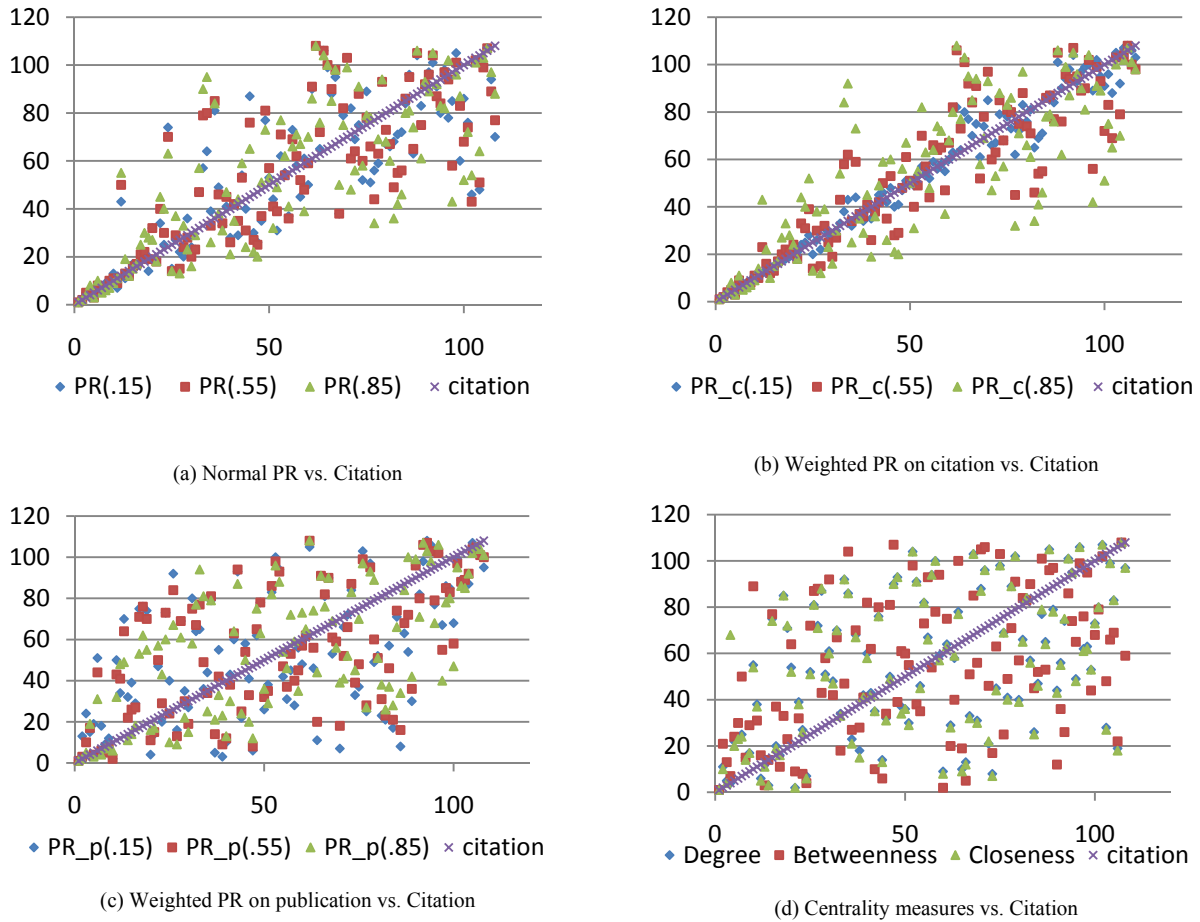 120
100
80
60
40
20
0
0 50 100
PR(.15) PR(.55) PR(.85) citation
(a) Normal PR vs. Citation
120
100
80
60
40
20
0
0 50 100
PR_c(.15) PR_c(.55) PR_c(.85) citation
(b) Weighted PR on citation vs. Citation
120
100
80
60
40
20
0
0 50 100
PR_p(.15) PR_p(.55) PR_p(.85) citation
(c) Weighted PR on publication vs. Citation
120
100
80
60
40
20
0
0 50 100
Degree Betweenness Closeness citation
(d) Centrality measures vs. Citation